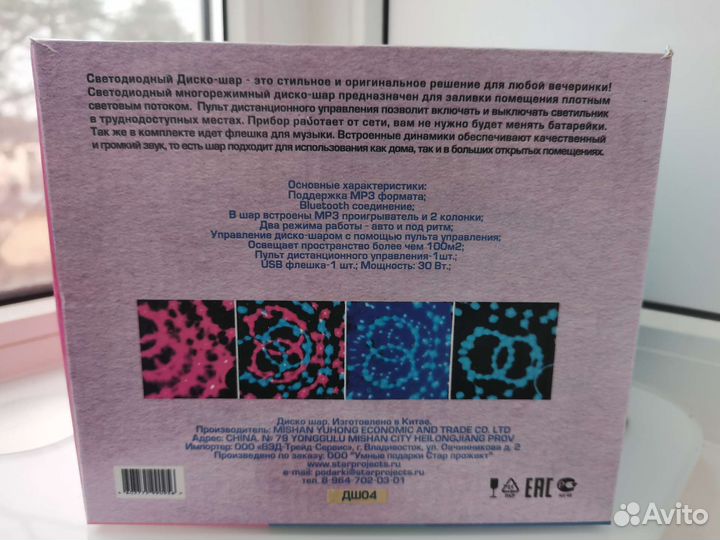 Светодиодный Диско-шар - это стильное и оригинальное решение для любой вечеринки!
Светодиодный многорежимный диско-шар предназначен для заливки помещения плотным
световым потоком. Пульт дистанционного управления позволит включать и выключать светильник
в труднодоступных местах. Прибор работает от сети, вам не нужно будет менять батарейки.
Так же в комплекте идет флешка для музыки. Встроенные динамики обеспечивают качественный
и громкий звук, то есть шар подходит для использования как дома, так и в больших открытых помещениях.
Основные характеристики:
Поддержка MP3 формата;
Bluetooth соединение;
В шар встроены MP3 проигрыватель и 2 колонки;
Два режима работы - авто и под ритм;
Управление диско-шаром с помощью пульта управления;
Освещает пространство более чем 100м2;
Пульт дистанционного управления-1шт.;
USB флешка-1 шт.; Мощность: 30 Вт.;
Диско шар. Изготовлено в Китае.
Производитель: MISHAN YUHONG ECONOMIC AND TRADE CO. LTD
Адрес: CHINA, № 79 YONGGULU MISHAN CITY HEILONGJIANG PROV
Импортер: ООО «ВЭД-Трейд-Сервис», г. Владивосток, ул. Овчинникова д. 2
Произведено по заказу: ООО "Умные подарки Стар прожикт"
www.starprojects.ru
e-mail: podarki@starprojects.ru
тел. 8-964-702-03-01
ДШ04
EAC
Avito